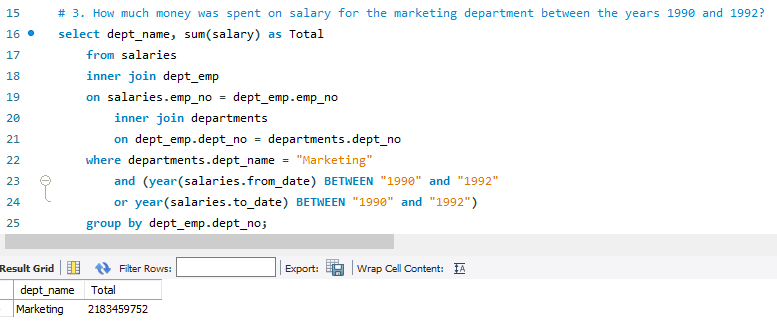 15 # 3. How much money was spent on salary for the marketing department between the years 1990 and 1992?
16 select dept_name, sum(salary) as Total
17 from salaries
18 inner join dept_emp
19 on salaries.emp_no = dept_emp.emp_no
20 inner join departments
21 on dept_emp.dept_no = departments.dept_no
22 where departments.dept_name = "Marketing"
23 and (year(salaries.from_date) BETWEEN "1990" and "1992"
24 or year(salaries.to_date) BETWEEN "1990" and "1992")
25 group by dept_emp.dept_no;
Result Grid Filter Rows: Export: Wrap Cell Content: IA
dept_name Total
Marketing 2183459752